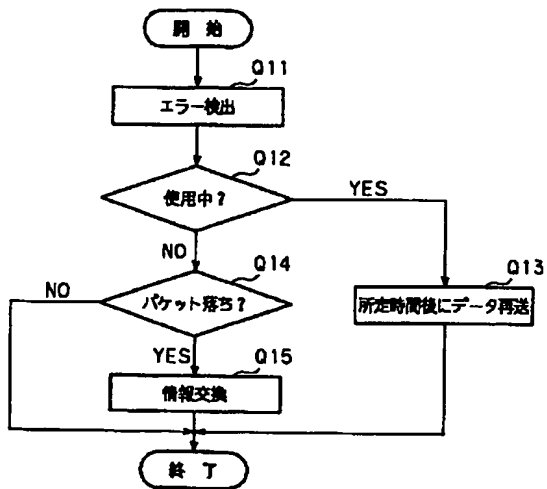 開 始
Q11
エラー検出
Q12
使用中?
YES
NO
Q14
Q13
NO
パケット落ち?
所定時間後にデータ再送
YES
Q15
情報交換
終 了